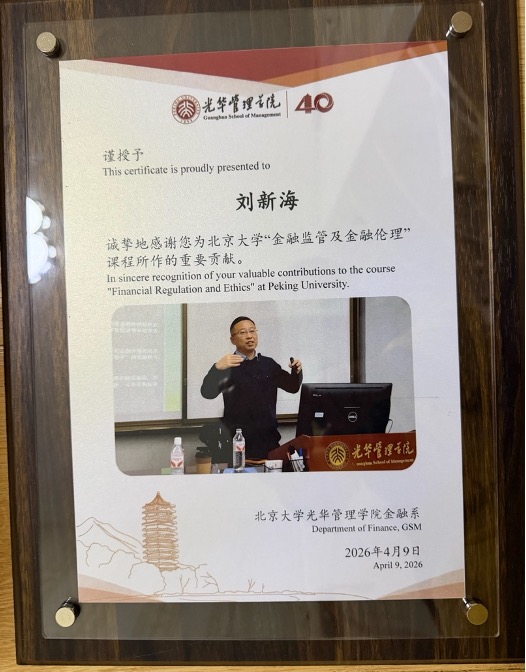 光华管理学院
Guanghua School of Management
40
谨授予
This certificate is proudly presented to
刘新海
诚挚地感谢您为北京大学“金融监管及金融伦理”
课程所作的重要贡献。
In sincere recognition of your valuable contributions to the course
"Financial Regulation and Ethics" at Peking University.
DELL
光华管理学院
Guanghua School of Management
北京大学光华管理学院金融系
Department of Finance, GSM
2026年4月9日
April 9, 2026